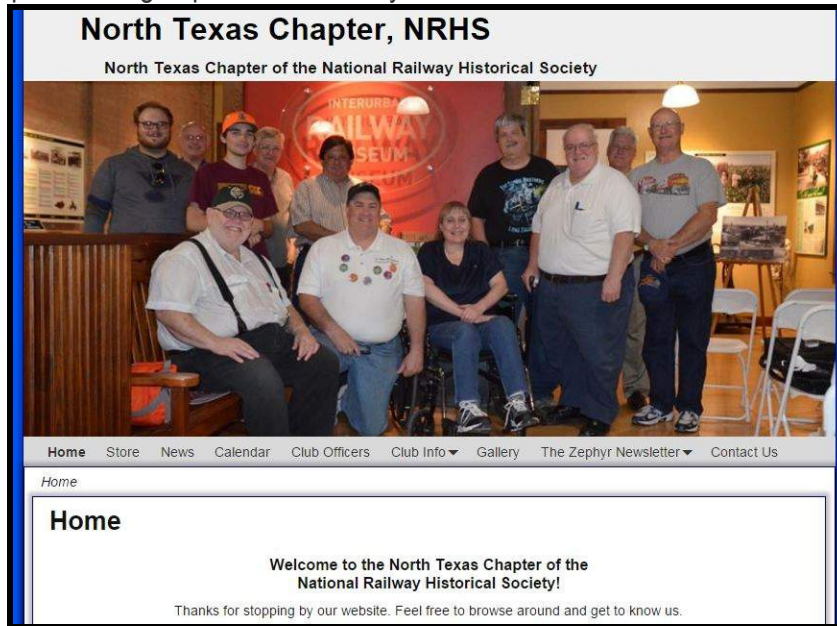 North Texas Chapter, NRHS
North Texas Chapter of the National Railway Historical Society
INTERURBA
RAILWAY
MUSEUM
Home Store News Calendar Club Officers Club Info Gallery The Zephyr Newsletter Contact Us
Home
Home
Welcome to the North Texas Chapter of the
National Railway Historical Society!
Thanks for stopping by our website. Feel free to browse around and get to know us.